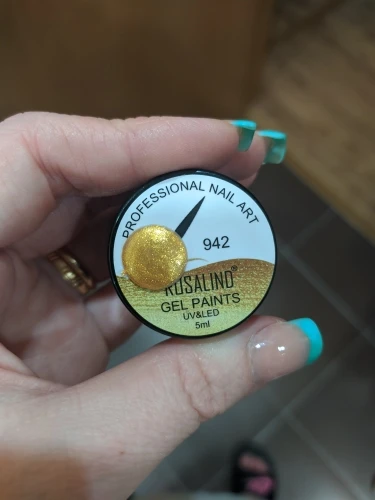 PROFESSIONAL NAIL ART
942
ROSALIND®
GEL PAINTS
UV&LED
5ml